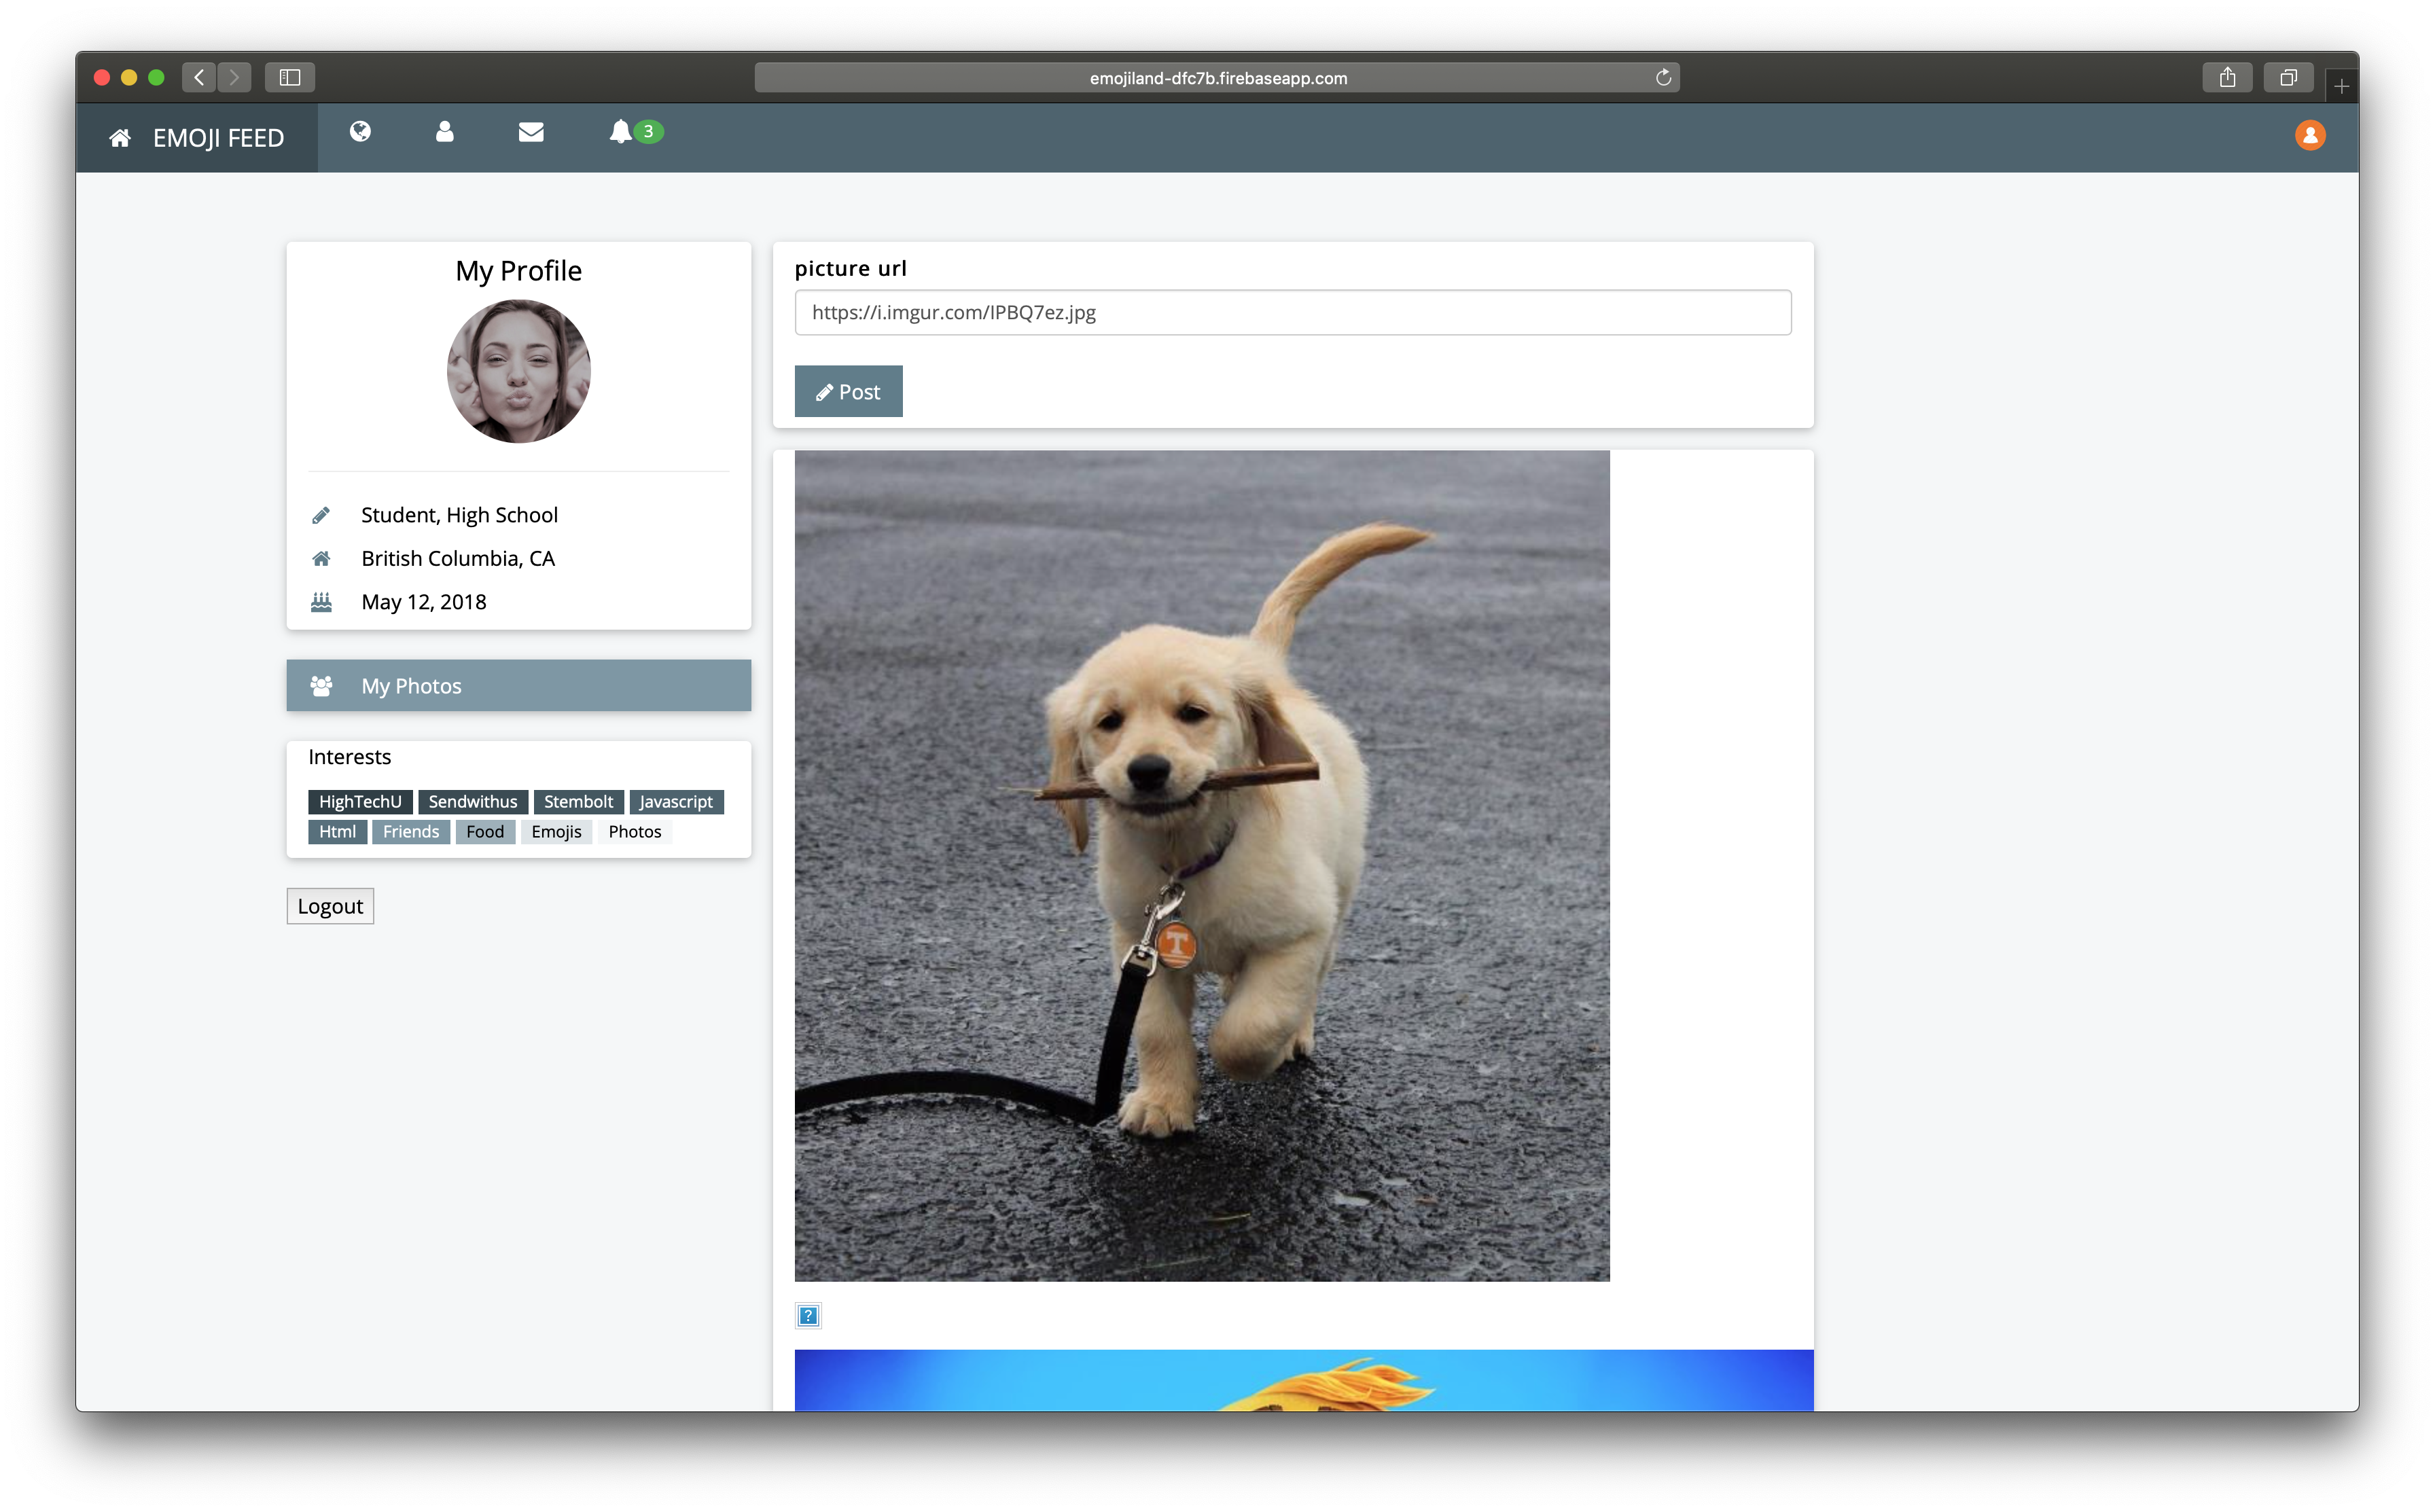 emojiland-dfc7b.firebaseapp.com
EMOJI FEED
3
My Profile
Student, High School
British Columbia, CA
May 12, 2018
My Photos
Interests
HighTechU Sendwithus Stembolt Javascript
Html Friends Food Emojis Photos
Logout
picture url
https://i.imgur.com/IPBQ7ez.jpg
Post
T
?